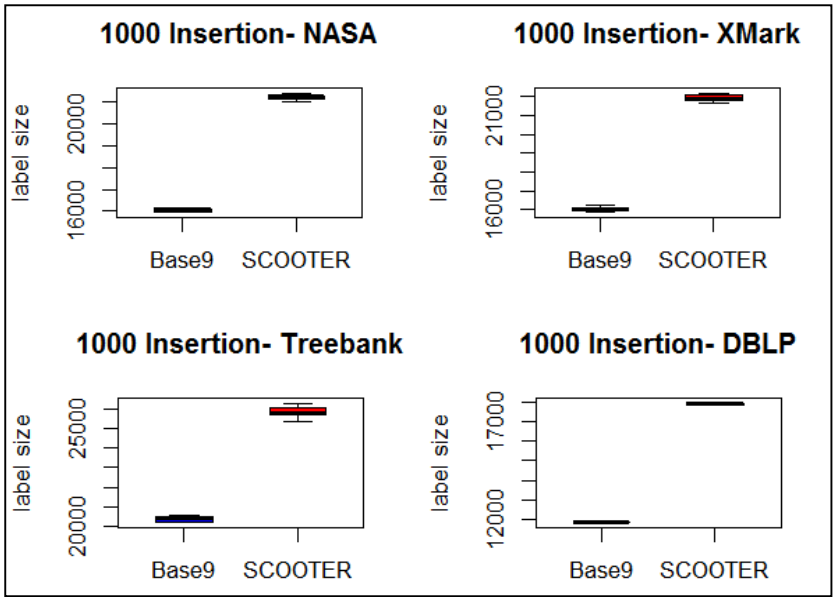 1000 Insertion- NASA
label size
20000
16000
Base9 SCOOTER
1000 Insertion- XMark
label size
21000
16000
Base9 SCOOTER
1000 Insertion- Treebank
label size
25000
20000
Base9 SCOOTER
1000 Insertion- DBLP
label size
17000
12000
Base9 SCOOTER